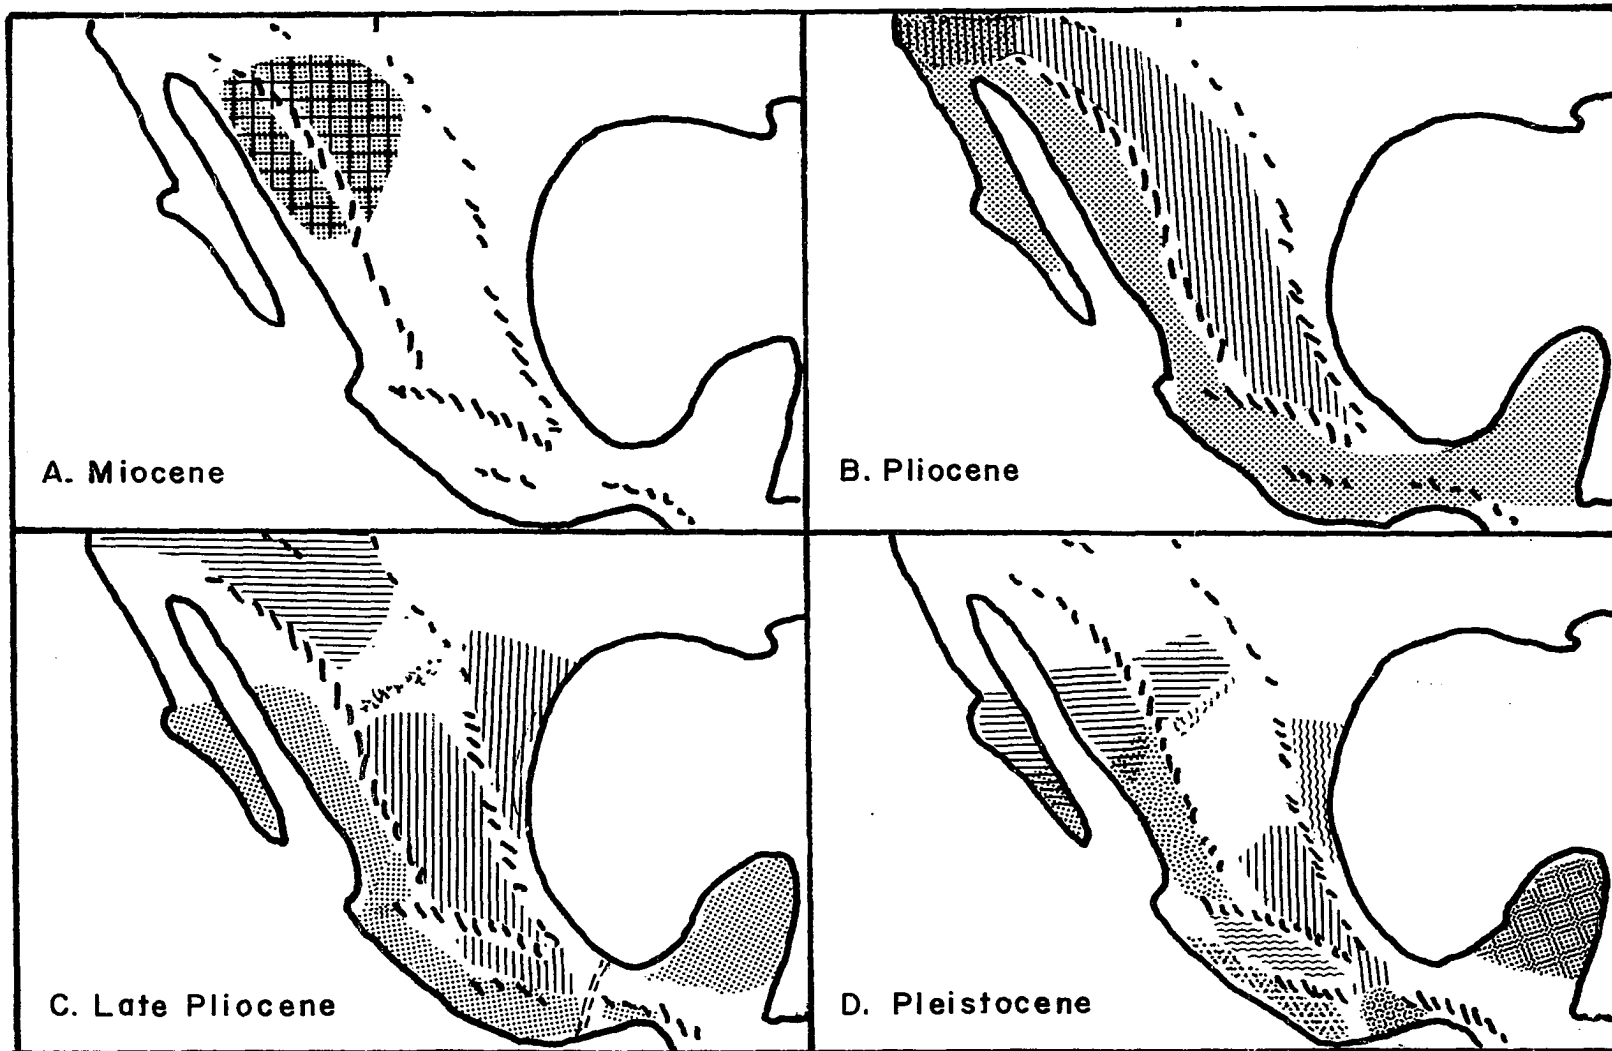 A. Miocene
B. Pliocene
C. Late Pliocene
D. Pleistocene